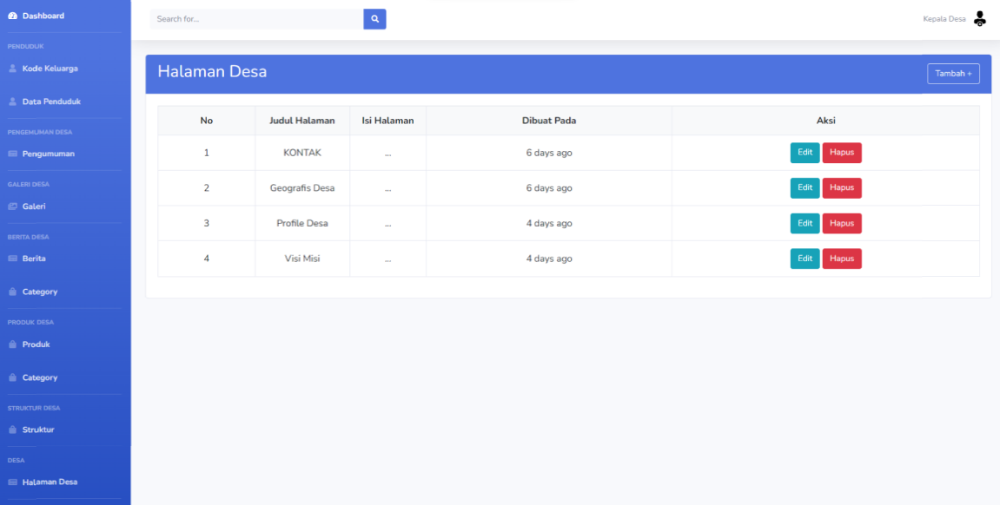 Dashboard
PENDUDUK
Kode Keluarga
Data Penduduk
PENGEMUMAN DESA
Pengumuman
GALERI DESA
Galeri
BERITA DESA
Berita
Category
PRODUK DESA
Produk
Category
STRUKTUR DESA
Struktur
DESA
Halaman Desa
Search for...
Kepala Desa
Halaman Desa
Tambah +
No Judul Halaman Isi Halaman Dibuat Pada Aksi
1 KONTAK ... 6 days ago Edit Hapus
2 Geografis Desa ... 6 days ago Edit Hapus
3 Profile Desa ... 4 days ago Edit Hapus
4 Visi Misi ... 4 days ago Edit Hapus